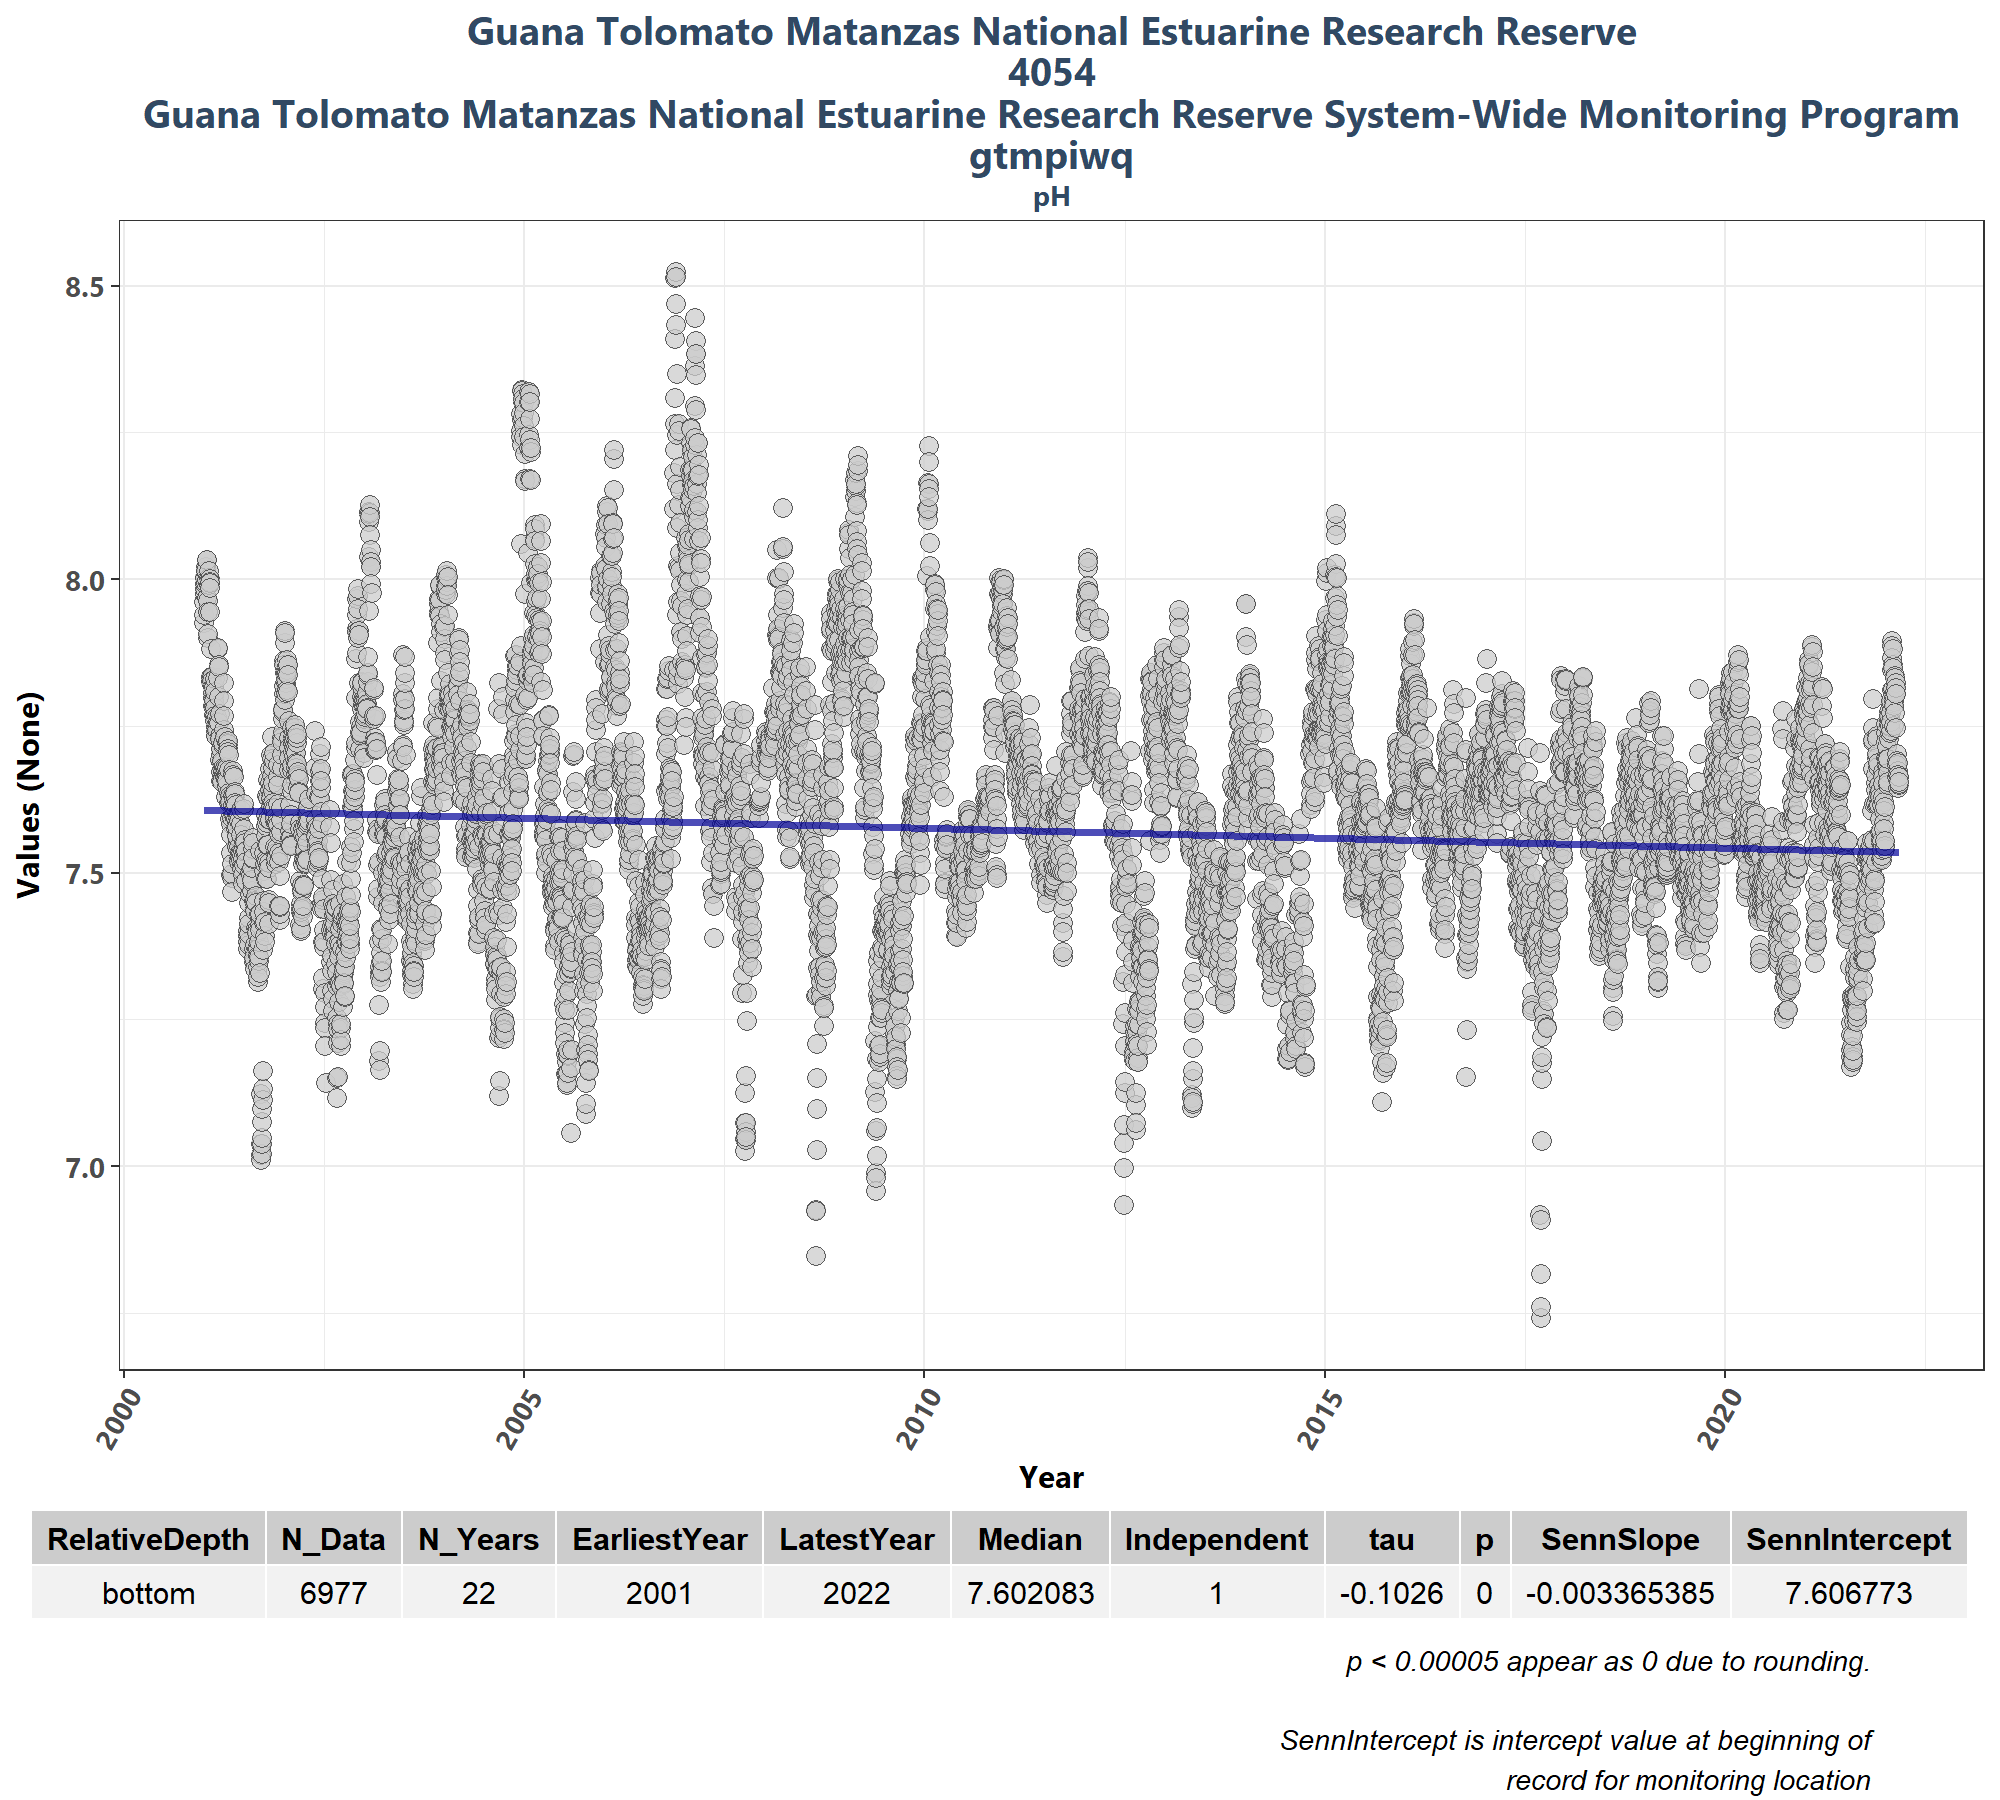 Guana Tolomato Matanzas National Estuarine Research Reserve
4054
Guana Tolomato Matanzas National Estuarine Research Reserve System-Wide Monitoring Program
gtmpiwq
pH
Values (None)
8.5
8.0
7.5
7.0
2000 2005 2010 2015 2020
Year
RelativeDepth N_Data N_Years EarliestYear LatestYear Median Independent tau p SennSlope SennIntercept
bottom 6977 22 2001 2022 7.602083 1 -0.1026 0 -0.003365385 7.606773
p < 0.00005 appear as 0 due to rounding.
SennIntercept is intercept value at beginning of
record for monitoring location